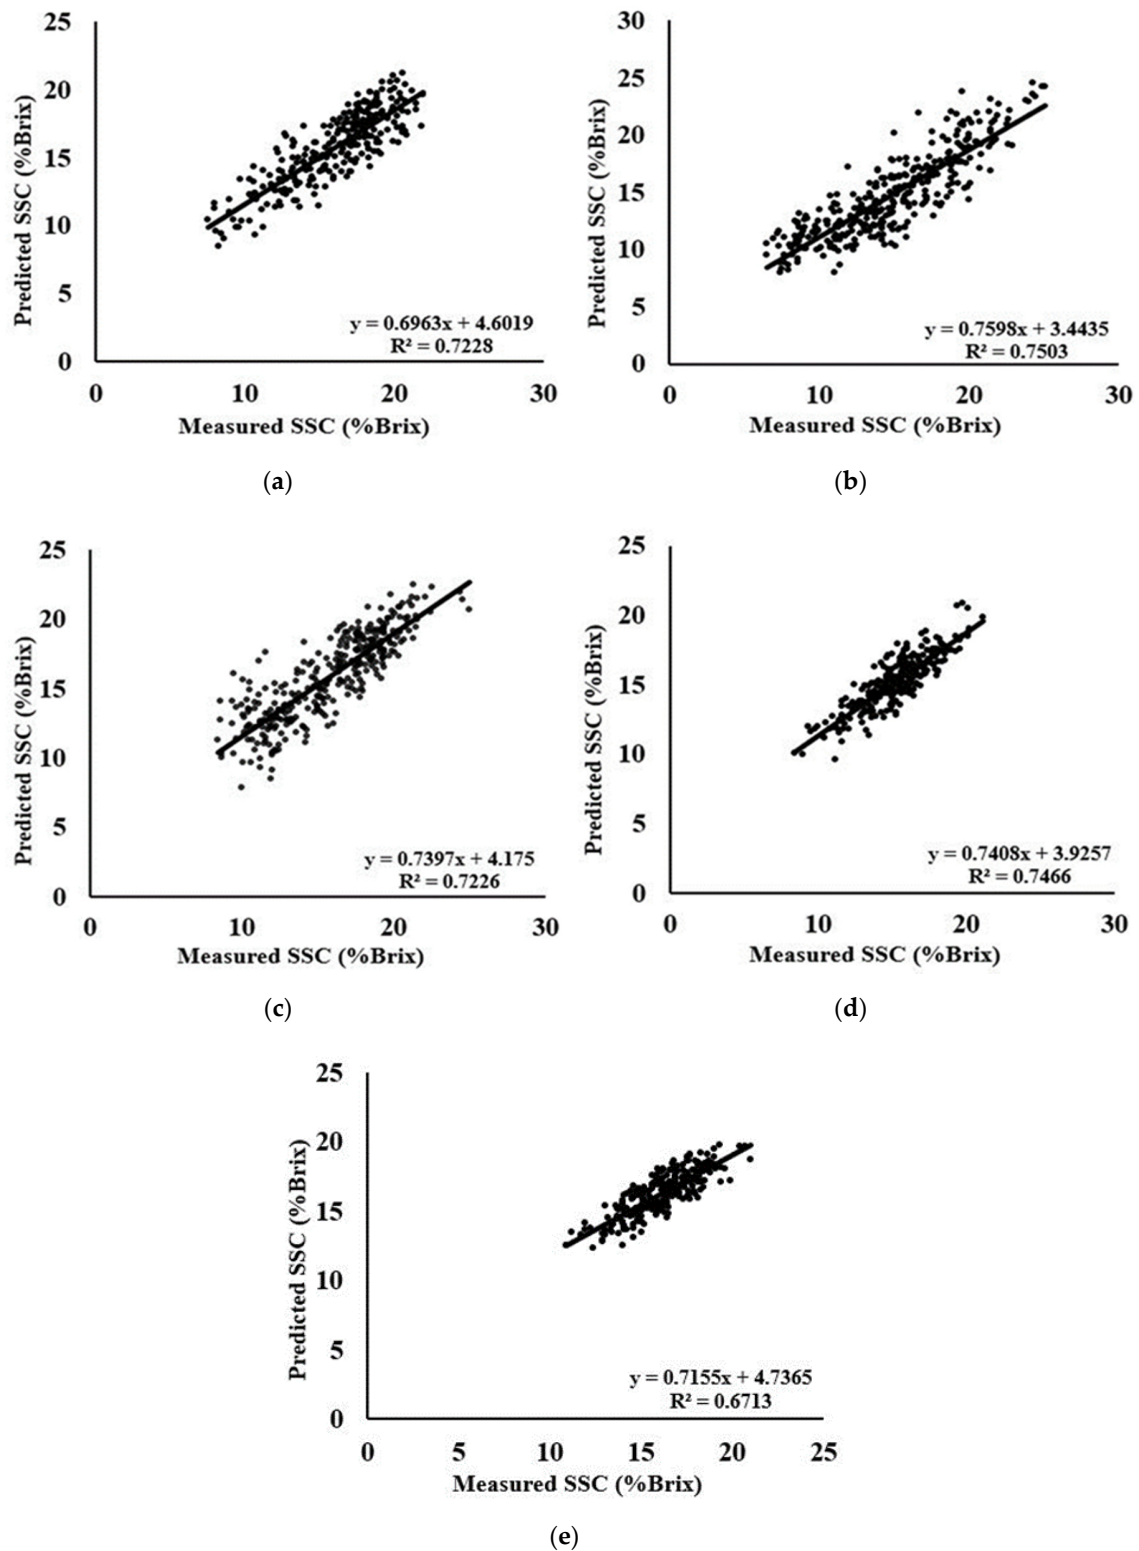 25
20
15
10
5
0
Predicted SSC (%Brix)
y = 0.6963x + 4.6019
R² = 0.7228
0 10 20 30
Measured SSC (%Brix)
(a)
30
25
20
15
10
5
0
Predicted SSC (%Brix)
y = 0.7598x + 3.4435
R² = 0.7503
0 10 20 30
Measured SSC (%Brix)
(b)
25
20
15
10
5
0
Predicted SSC (%Brix)
y = 0.7397x + 4.175
R² = 0.7226
0 10 20 30
Measured SSC (%Brix)
(c)
25
20
15
10
5
0
Predicted SSC (%Brix)
y = 0.7408x + 3.9257
R² = 0.7466
0 10 20 30
Measured SSC (%Brix)
(d)
25
20
15
10
5
0
Predicted SSC (%Brix)
y = 0.7155x + 4.7365
R² = 0.6713
0 5 10 15 20 25
Measured SSC (%Brix)
(e)